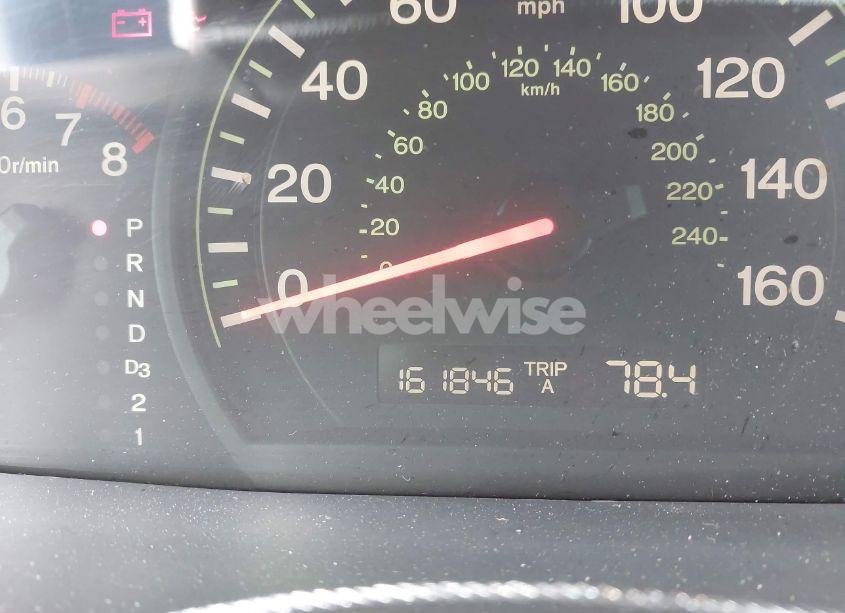 60 mph 100
40 100 120 140 120
80 km/h 160
6 60 180
7 200
0r/min 8 20 40 220 140
P 20 240
R 0
N 0 160
D wheelwise
D3 161846 TRIP A 78.4
2
1